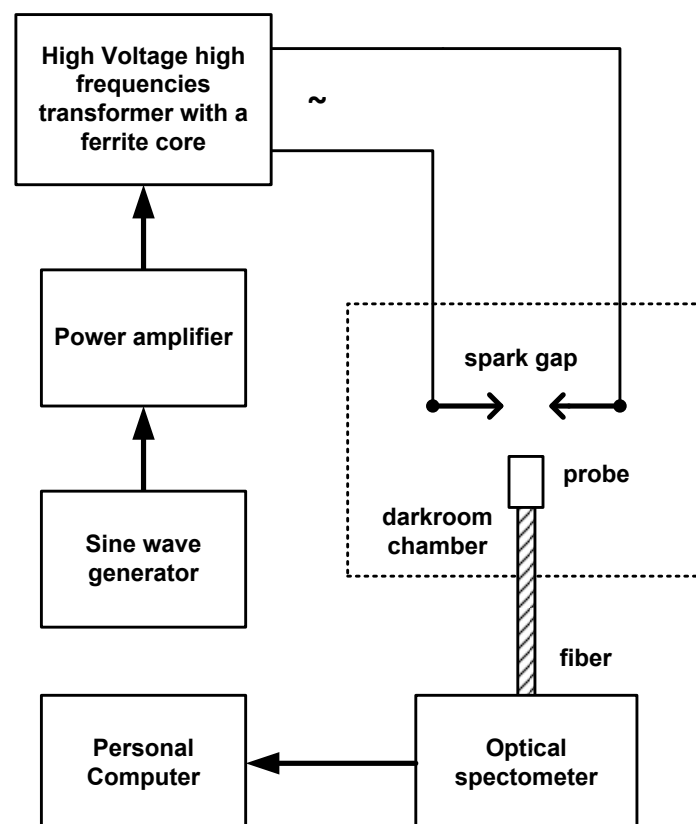 High Voltage high
frequencies
transformer with a
ferrite core
~
Power amplifier
spark gap
probe
darkroom
chamber
Sine wave
generator
fiber
Personal
Computer
Optical
spectometer